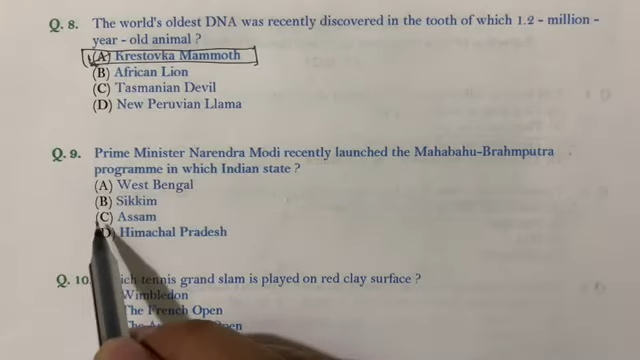 Q. 8. The world's oldest DNA was recently discovered in the tooth of which 1.2 - million -
year - old animal ?
(A) Krestovka Mammoth
(B) African Lion
(C) Tasmanian Devil
(D) New Peruvian Llama
Q. 9. Prime Minister Narendra Modi recently launched the Mahabahu-Brahmputra
programme in which Indian state ?
(A) West Bengal
(B) Sikkim
(C) Assam
(D) Himachal Pradesh
Q. 10. tennis grand slam is played on red clay surface ?
Wimbledon
The French Open
The